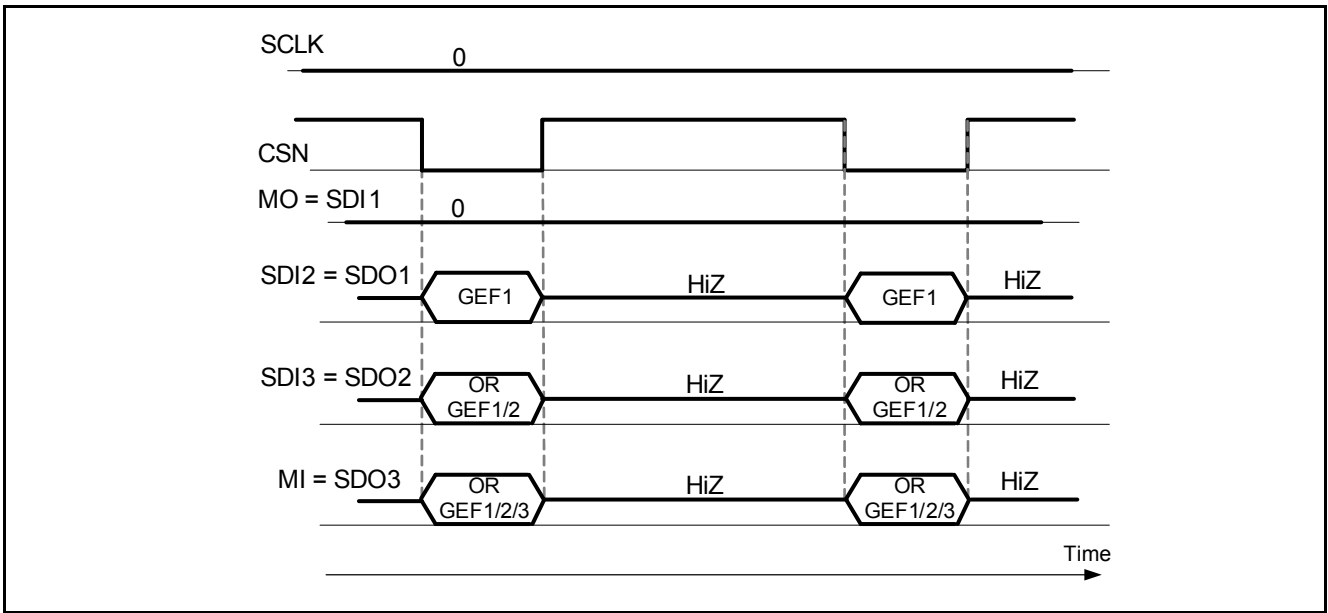 SCLK
0
CSN
MO = SDI1
0
SDI2 = SDO1
GEF1
HiZ
GEF1
HiZ
SDI3 = SDO2
OR
GEF1/2
HiZ
OR
GEF1/2
HiZ
MI = SDO3
OR
GEF1/2/3
HiZ
OR
GEF1/2/3
HiZ
Time